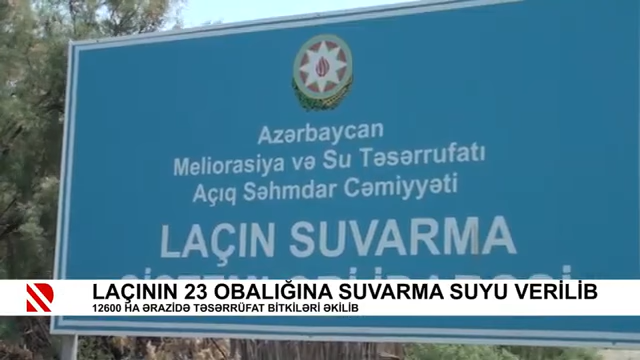 Azərbaycan
Meliorasiya və Su Təsərrufatı
Açıq Səhmdar Cəmiyyəti
LAÇIN SUVARMA
LAÇININ 23 OBALIĞINA SUVARMA SUYU VERİLİB
12600 HA ƏRAZİDƏ TƏSƏRRÜFAT BİTKİLƏRİ ƏKİLİB